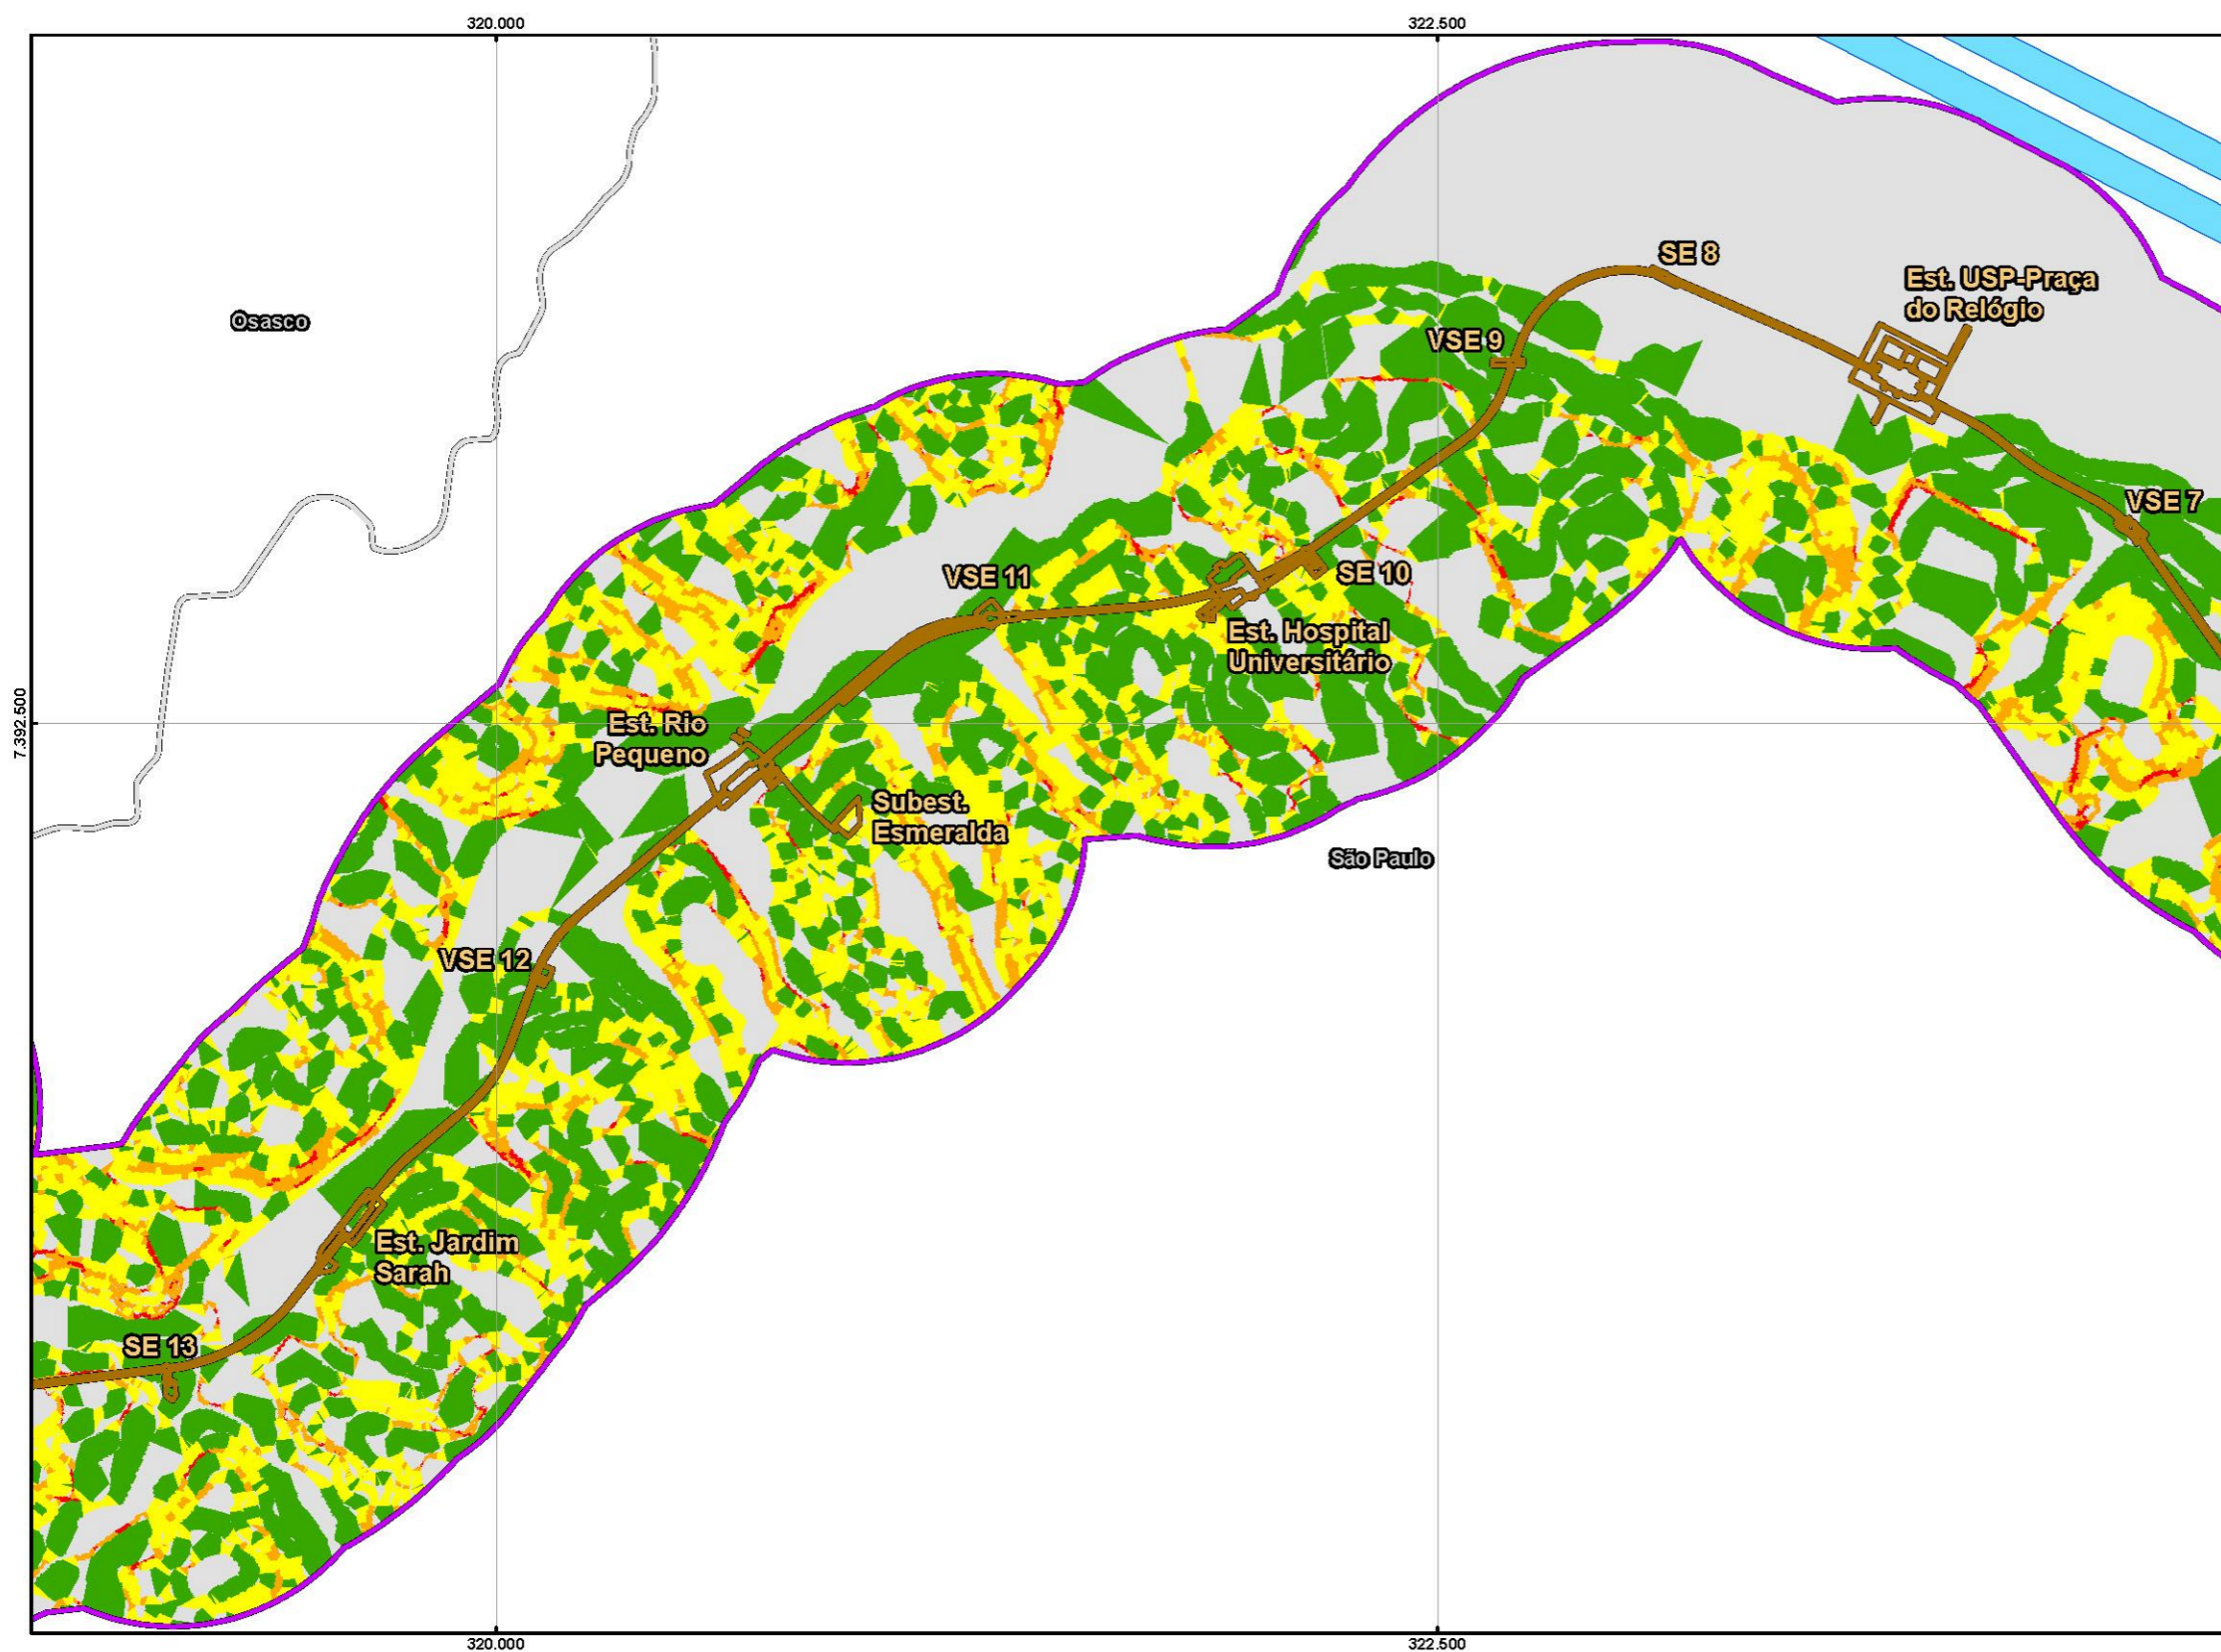 320.000
322.500
SE 8
Est. USP-Praça
do Relógio
Osasco
VSE 9
VSE 7
VSE 11
SE 10
Est. Hospital
Universitário
7.392.500
Est. Rio
Pequeno
Subest.
Esmeralda
São Paulo
VSE 12
Est. Jardim
Sarah
SE 13
320.000
322.500